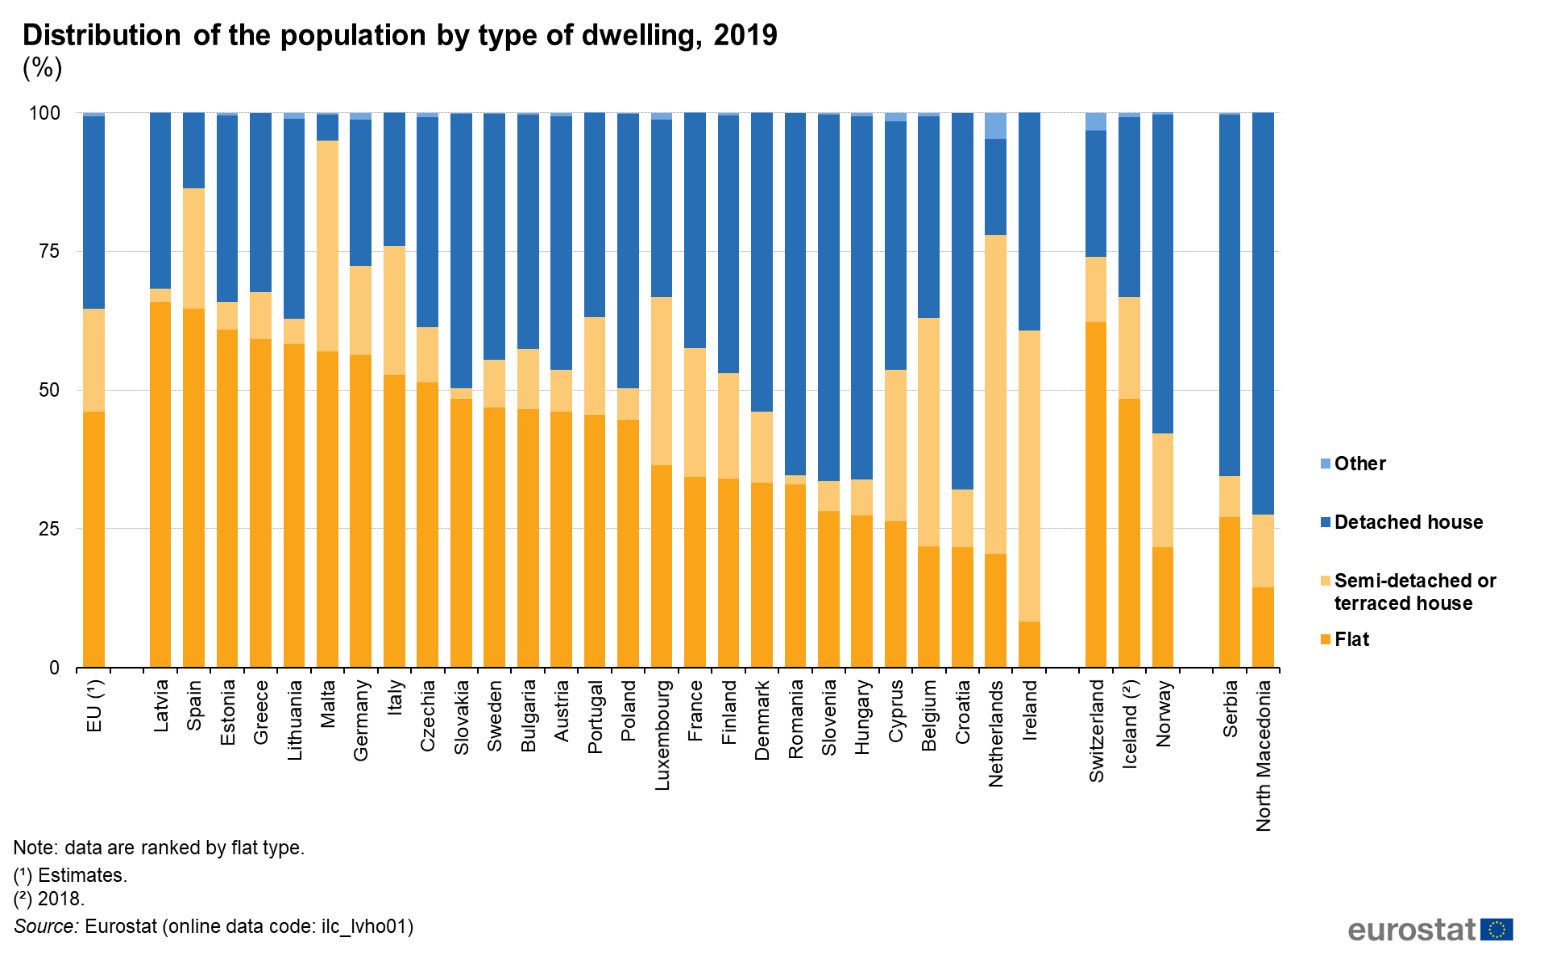 Distribution of the population by type of dwelling, 2019
(%)
100
75
50
25
0
EU (¹)
Latvia
Spain
Estonia
Greece
Lithuania
Malta
Germany
Italy
Czechia
Slovakia
Sweden
Bulgaria
Austria
Portugal
Poland
Luxembourg
France
Finland
Denmark
Romania
Slovenia
Hungary
Cyprus
Belgium
Croatia
Netherlands
Ireland
Switzerland
Iceland (²)
Norway
Serbia
North Macedonia
Other
Detached house
Semi-detached or
terraced house
Flat
Note: data are ranked by flat type.
(¹) Estimates.
(²) 2018.
Source: Eurostat (online data code: ilc_lvho01)
eurostat